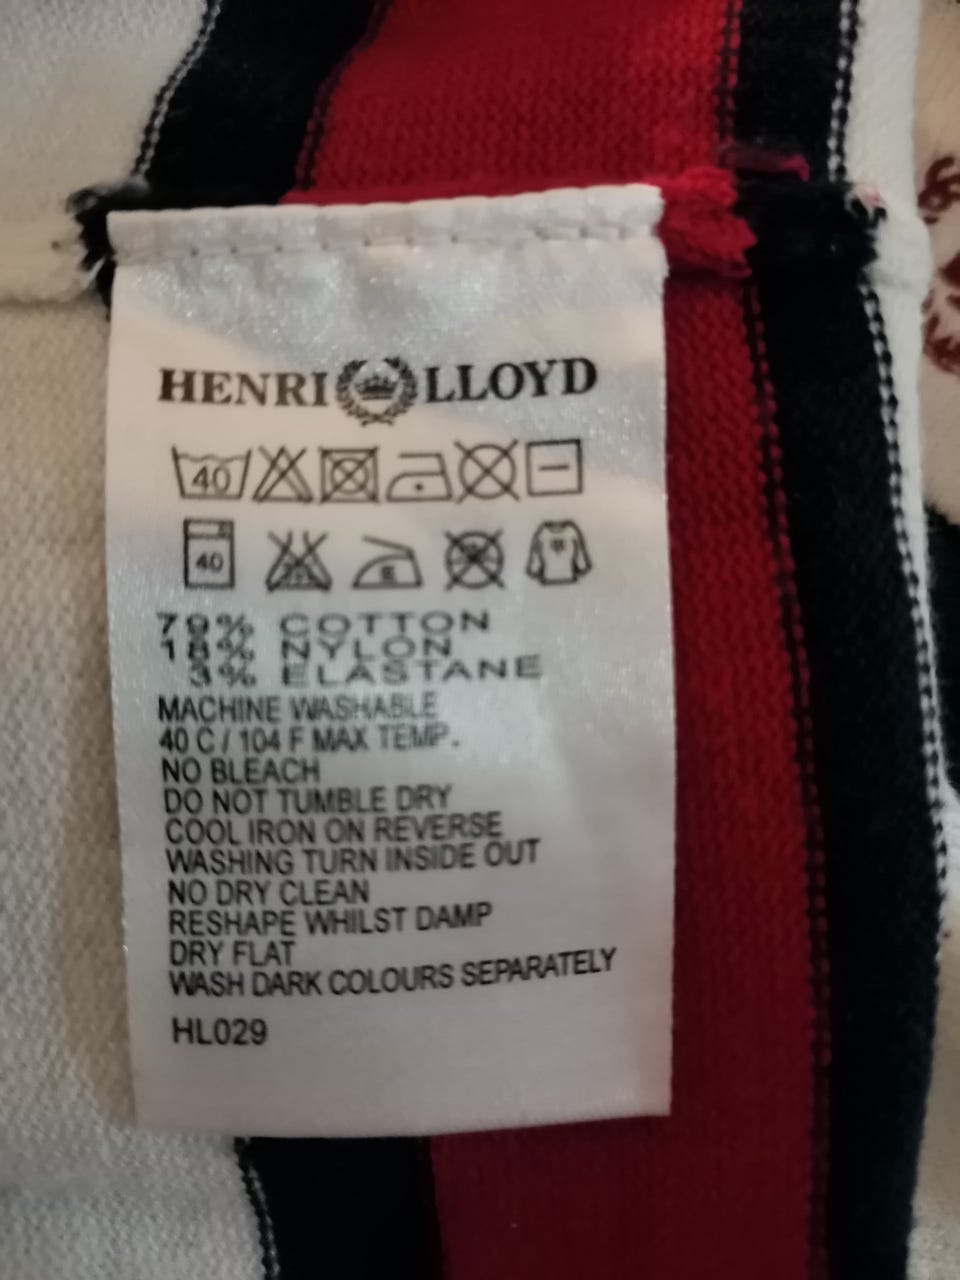 HENRI LLOYD
40
40
79% COTTON
18% NYLON
3% ELASTANE
MACHINE WASHABLE
40 C / 104 F MAX TEMP.
NO BLEACH
DO NOT TUMBLE DRY
COOL IRON ON REVERSE
WASHING TURN INSIDE OUT
NO DRY CLEAN
RESHAPE WHILST DAMP
DRY FLAT
WASH DARK COLOURS SEPARATELY
HL029